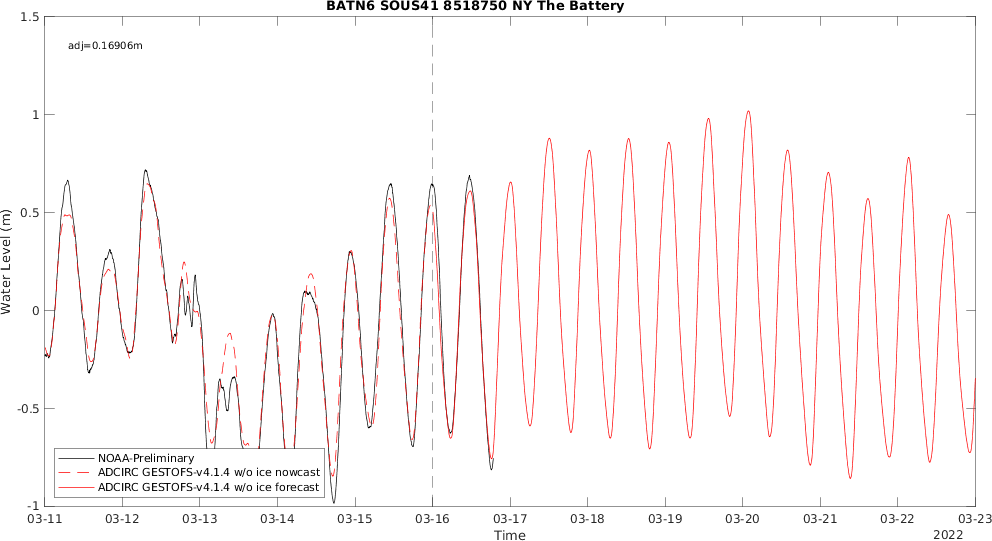 BATN6 SOUS41 8518750 NY The Battery
1.5
adj=0.16906m
1
0.5
0
-0.5
-1
Water Level (m)
NOAA-Preliminary
ADCIRC GESTOFS-v4.1.4 w/o ice nowcast
ADCIRC GESTOFS-v4.1.4 w/o ice forecast
03-11 03-12 03-13 03-14 03-15 03-16 03-17 03-18 03-19 03-20 03-21 03-22 03-23
Time
2022